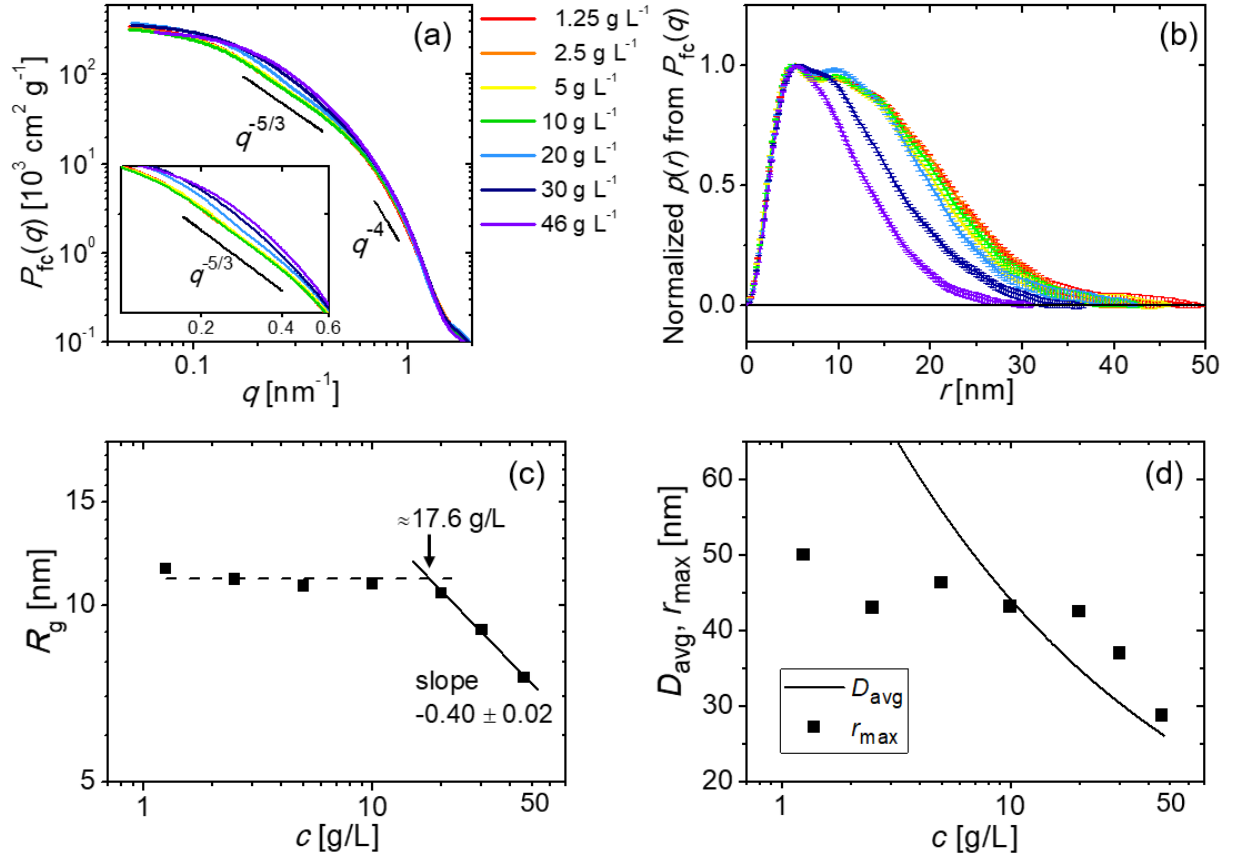 (a)
P_fc(q) [10³ cm² g⁻¹]
10²
10¹
10⁰
10⁻¹
q^-5/3
q^-4
q^-5/3
0.2
0.4
0.6
0.1
1
q [nm⁻¹]
1.25 g L⁻¹
2.5 g L⁻¹
5 g L⁻¹
10 g L⁻¹
20 g L⁻¹
30 g L⁻¹
46 g L⁻¹
(b)
Normalized p(r) from P_fc(q)
1.0
0.5
0.0
0
10
20
30
40
50
r [nm]
(c)
R_g [nm]
15
10
5
≈17.6 g/L
slope
-0.40 ± 0.02
1
10
50
c [g/L]
(d)
D_avg, r_max [nm]
60
50
40
30
20
D_avg
r_max
1
10
50
c [g/L]